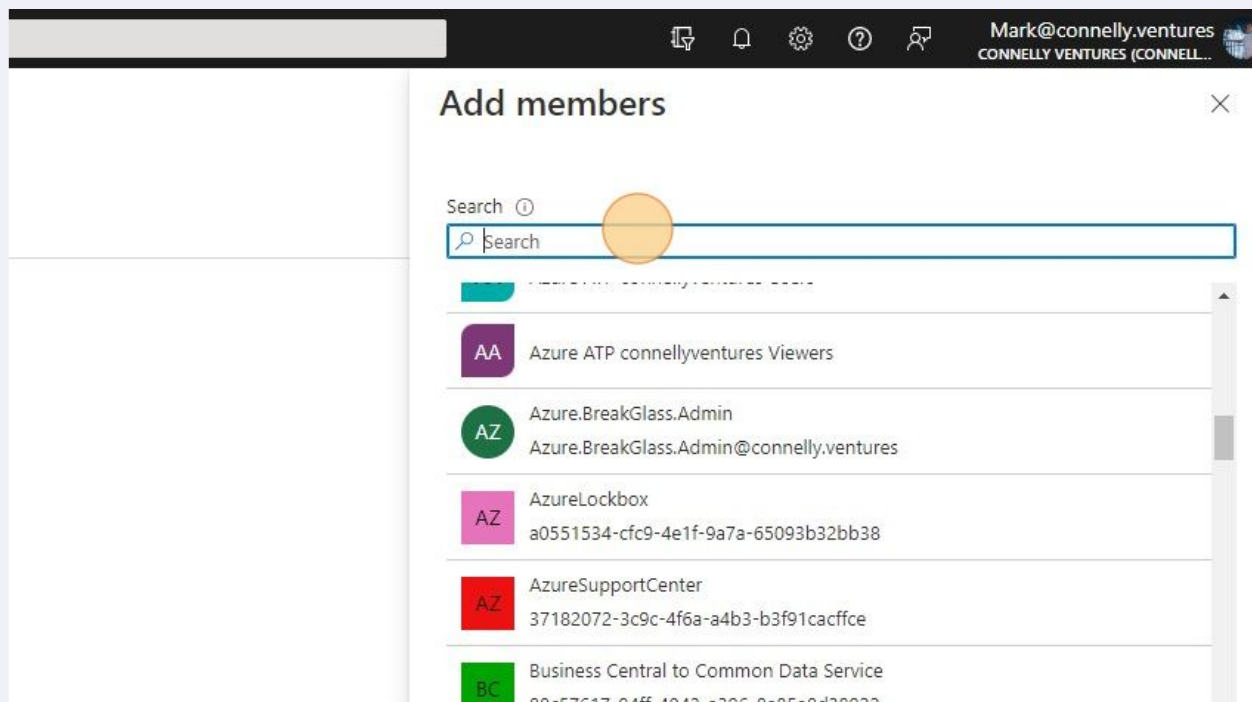 Mark@connelly.ventures
CONNELLY VENTURES (CONNELL...
Add members
Search
Search
AA
Azure ATP connellyventures Viewers
AZ
Azure.BreakGlass.Admin
Azure.BreakGlass.Admin@connelly.ventures
AZ
AzureLockbox
a0551534-cfc9-4e1f-9a7a-65093b32bb38
AZ
AzureSupportCenter
37182072-3c9c-4f6a-a4b3-b3f91cacffce
BC
Business Central to Common Data Service